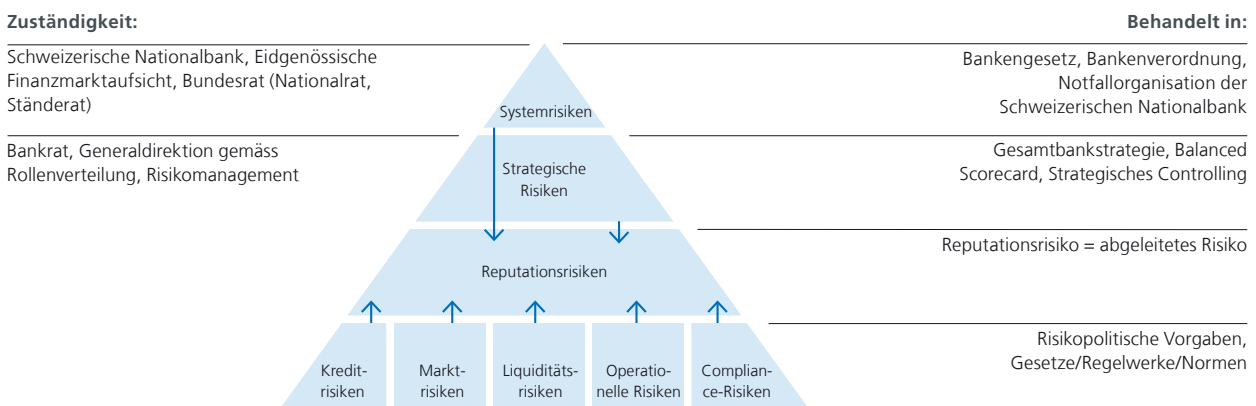 Zuständigkeit:
Behandelt in:
Schweizerische Nationalbank, Eidgenössische
Finanzmarktaufsicht, Bundesrat (Nationalrat,
Ständerat)
Systemrisiken
Bankengesetz, Bankenverordnung,
Notfallorganisation der
Schweizerischen Nationalbank
Bankrat, Generaldirektion gemäss
Rollenverteilung, Risikomanagement
Strategische
Risiken
Gesamtbankstrategie, Balanced
Scorecard, Strategisches Controlling
Reputationsrisiken
Reputationsrisiko = abgeleitetes Risiko
Kredit-
risiken
Markt-
risiken
Liquiditäts-
risiken
Operatio-
nelle Risiken
Complian-
ce-Risiken
Risikopolitische Vorgaben,
Gesetze/Regelwerke/Normen